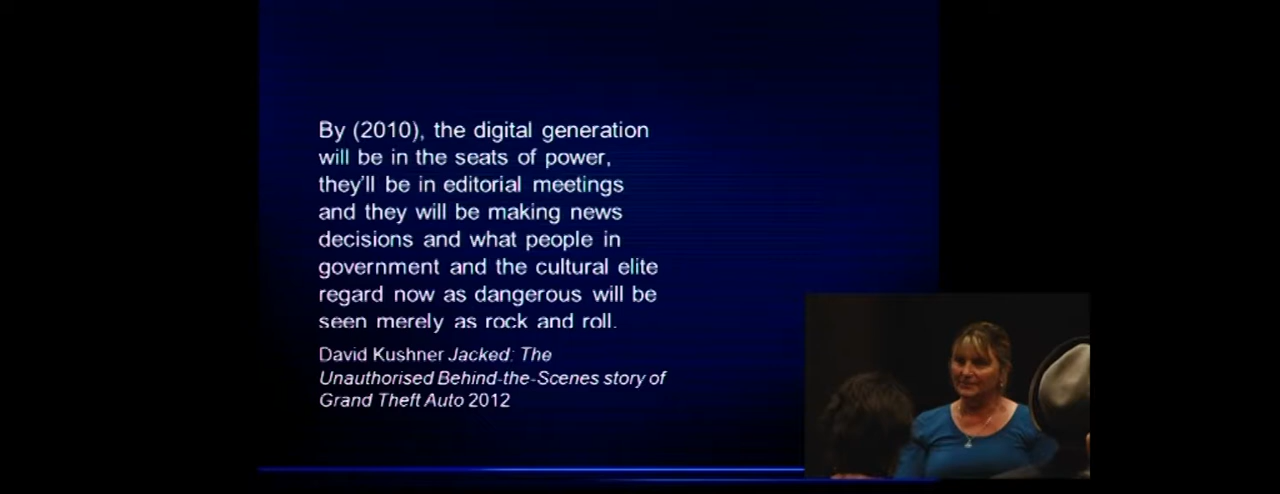 By (2010), the digital generation
will be in the seats of power,
they'll be in editorial meetings
and they will be making news
decisions and what people in
government and the cultural elite
regard now as dangerous will be
seen merely as rock and roll.
David Kushner Jacked: The
Unauthorised Behind-the-Scenes story of
Grand Theft Auto 2012